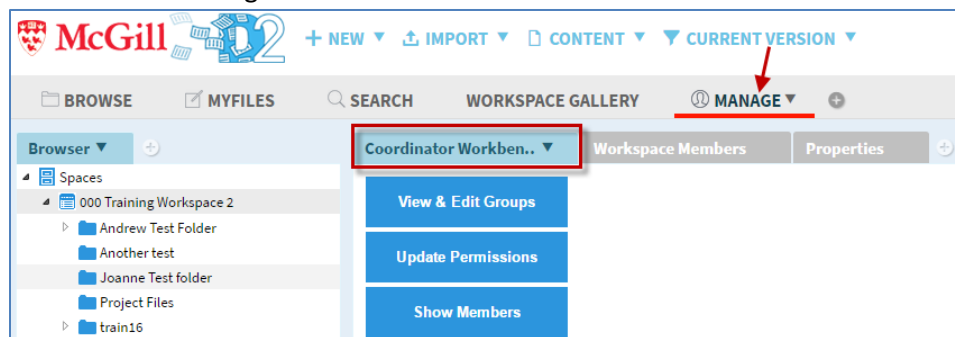 McGill D2 + NEW ▼ IMPORT ▼ CONTENT ▼ CURRENT VERSION ▼
BROWSE MYFILES SEARCH WORKSPACE GALLERY MANAGE ▼
Browser ▼ Coordinator Workben.. ▼ Workspace Members Properties
Spaces
000 Training Workspace 2
View & Edit Groups
Andrew Test Folder
Another test
Update Permissions
Joanne Test folder
Project Files
Show Members
train16